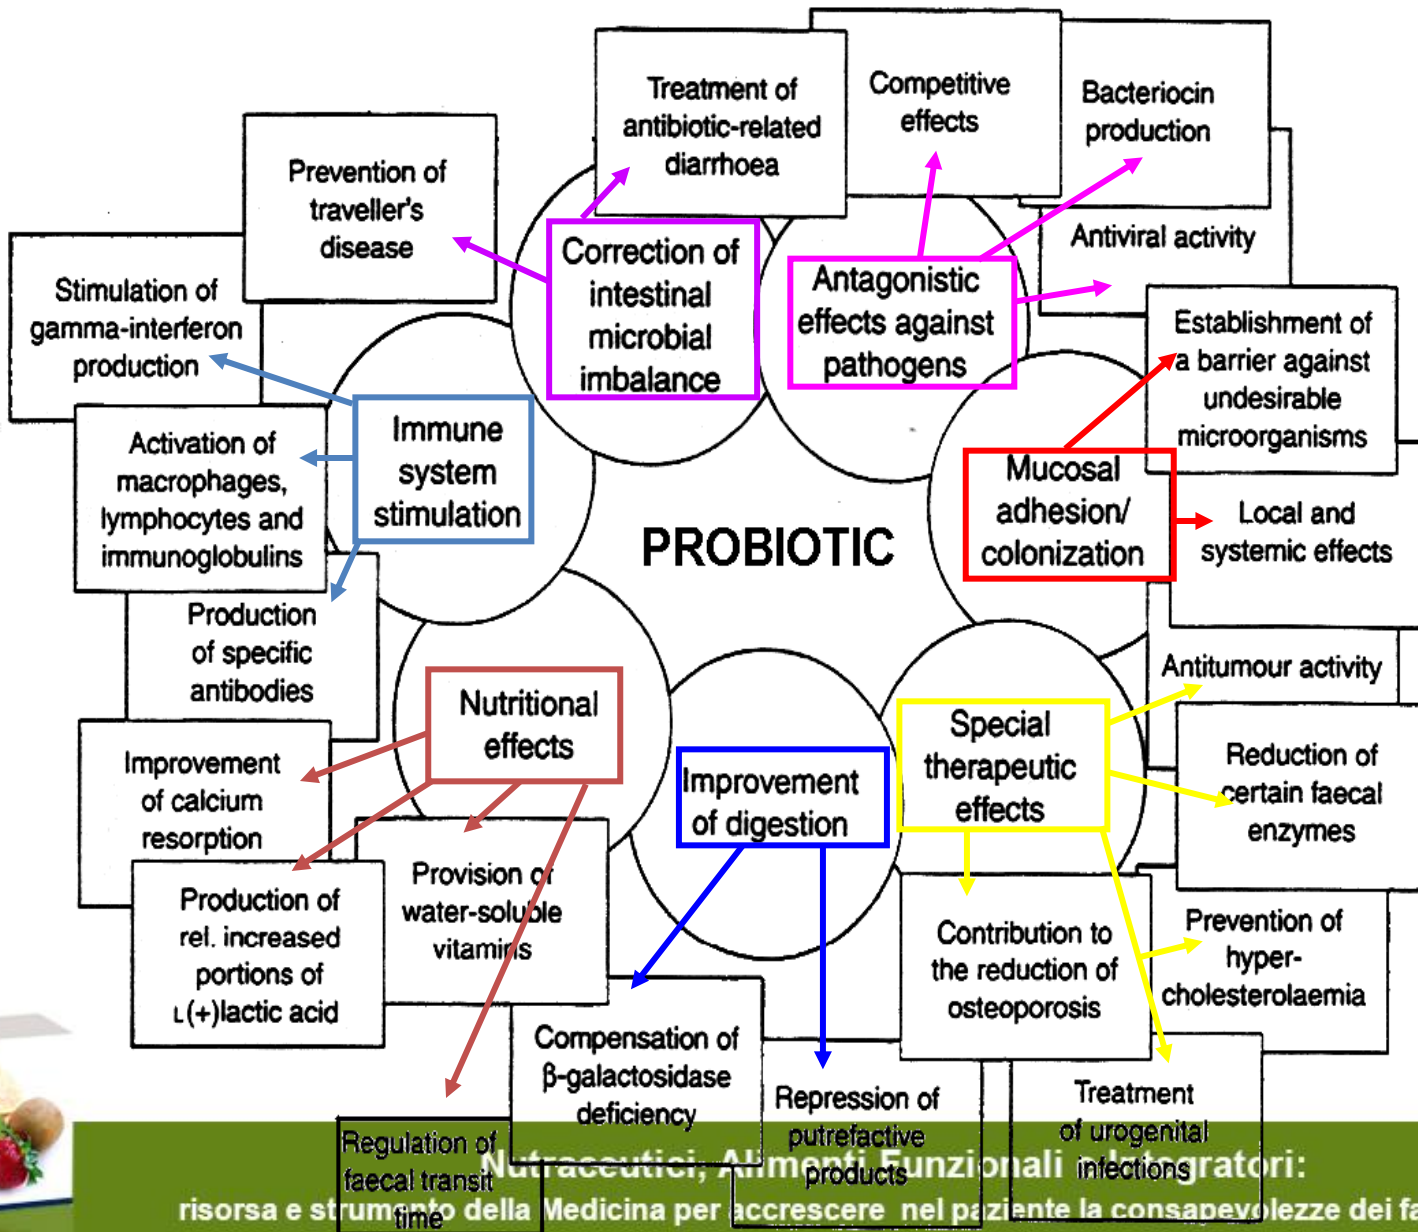 Treatment of
antibiotic-related
diarrhoea
Competitive
effects
Bacteriocin
production
Prevention of
traveller's
disease
Antiviral activity
Correction of
intestinal
microbial
imbalance
Antagonistic
effects against
pathogens
Stimulation of
gamma-interferon
production
Establishment of
a barrier against
undesirable
microorganisms
Immune
system
stimulation
Activation of
macrophages,
lymphocytes and
immunoglobulins
Mucosal
adhesion/
colonization
Local and
systemic effects
PROBIOTIC
Production
of specific
antibodies
Antitumour activity
Nutritional
effects
Special
therapeutic
effects
Improvement
of calcium
resorption
Improvement
of digestion
Reduction of
certain faecal
enzymes
Provision of
water-soluble
vitamins
Production of
rel. increased
portions of
L(+)lactic acid
Contribution to
the reduction of
osteoporosis
Prevention of
hyper-
cholesterolaemia
Compensation of
β-galactosidase
deficiency
Repression of
putrefactive
products
Treatment
of urogenital
infections
Regulation of
faecal transit
time
Nutraceutici, Alimenti Funzionali Integratori:
risorsa e strumento della Medicina per accrescere nel paziente la consapevolezze dei